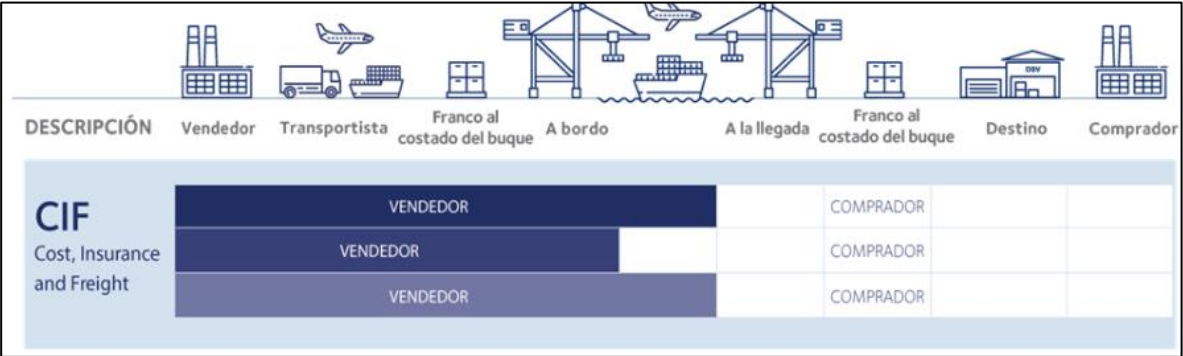 DSV
DESCRIPCIÓN
Vendedor
Transportista
Franco al
costado del buque
A bordo
A la llegada
Franco al
costado del buque
Destino
Comprador
CIF
Cost, Insurance
and Freight
VENDEDOR
COMPRADOR
VENDEDOR
COMPRADOR
VENDEDOR
COMPRADOR